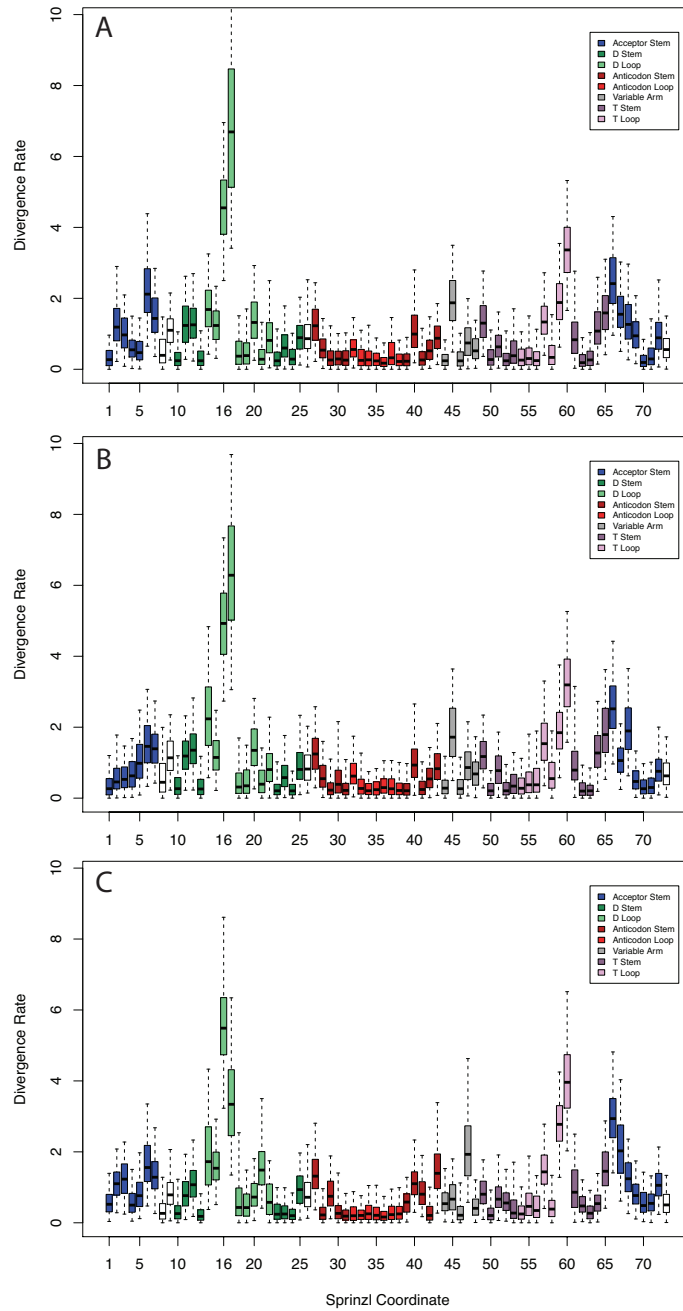 A
10
8
6
4
2
0
Divergence Rate
Acceptor Stem
D Stem
D Loop
Anticodon Stem
Anticodon Loop
Variable Arm
T Stem
T Loop
1 5 10 16 20 25 30 35 40 45 50 55 60 65 70
B
10
8
6
4
2
0
Divergence Rate
Acceptor Stem
D Stem
D Loop
Anticodon Stem
Anticodon Loop
Variable Arm
T Stem
T Loop
1 5 10 16 20 25 30 35 40 45 50 55 60 65 70
C
10
8
6
4
2
0
Divergence Rate
Acceptor Stem
D Stem
D Loop
Anticodon Stem
Anticodon Loop
Variable Arm
T Stem
T Loop
1 5 10 16 20 25 30 35 40 45 50 55 60 65 70
Sprinzl Coordinate